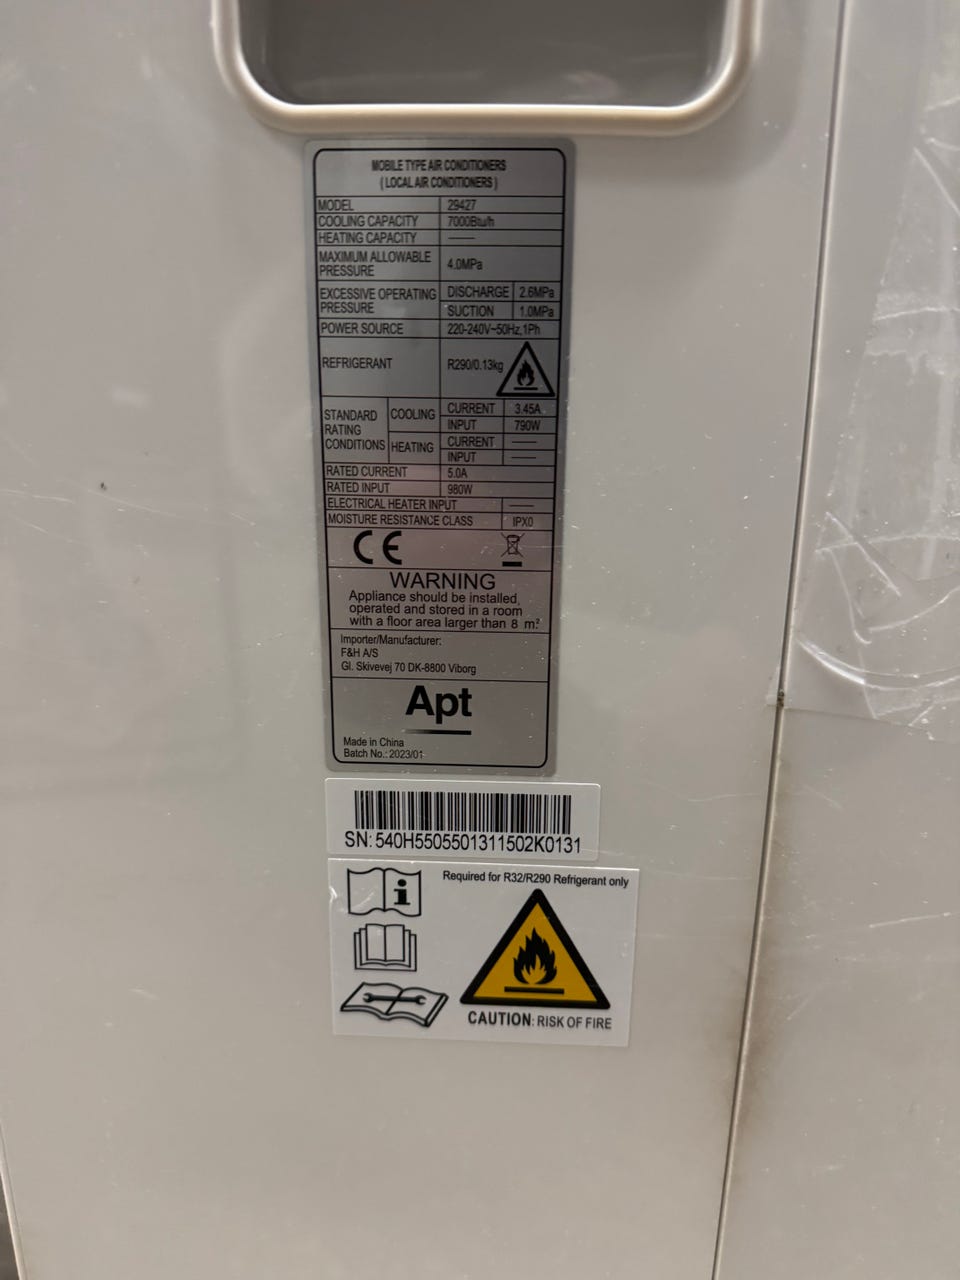 MOBILE TYPE AIR CONDITIONERS
( LOCAL AIR CONDITIONERS )
MODEL 29427
COOLING CAPACITY 7000Btu/h
HEATING CAPACITY ——
MAXIMUM ALLOWABLE
PRESSURE 4.0MPa
EXCESSIVE OPERATING
PRESSURE
DISCHARGE 2.6MPa
SUCTION 1.0MPa
POWER SOURCE 220-240V~50Hz,1Ph
REFRIGERANT R290/0.13kg
STANDARD
RATING
CONDITIONS
COOLING CURRENT 3.45A
INPUT 790W
HEATING CURRENT ——
INPUT ——
RATED CURRENT 5.0A
RATED INPUT 980W
ELECTRICAL HEATER INPUT ——
MOISTURE RESISTANCE CLASS IPX0
CE
WARNING
Appliance should be installed,
operated and stored in a room
with a floor area larger than 8 m²
Importer/Manufacturer:
F&H A/S
Gl. Skivevej 70 DK-8800 Viborg
Apt
Made in China
Batch No.: 2023/01
SN: 540H5505501311502K0131
Required for R32/R290 Refrigerant only
CAUTION: RISK OF FIRE